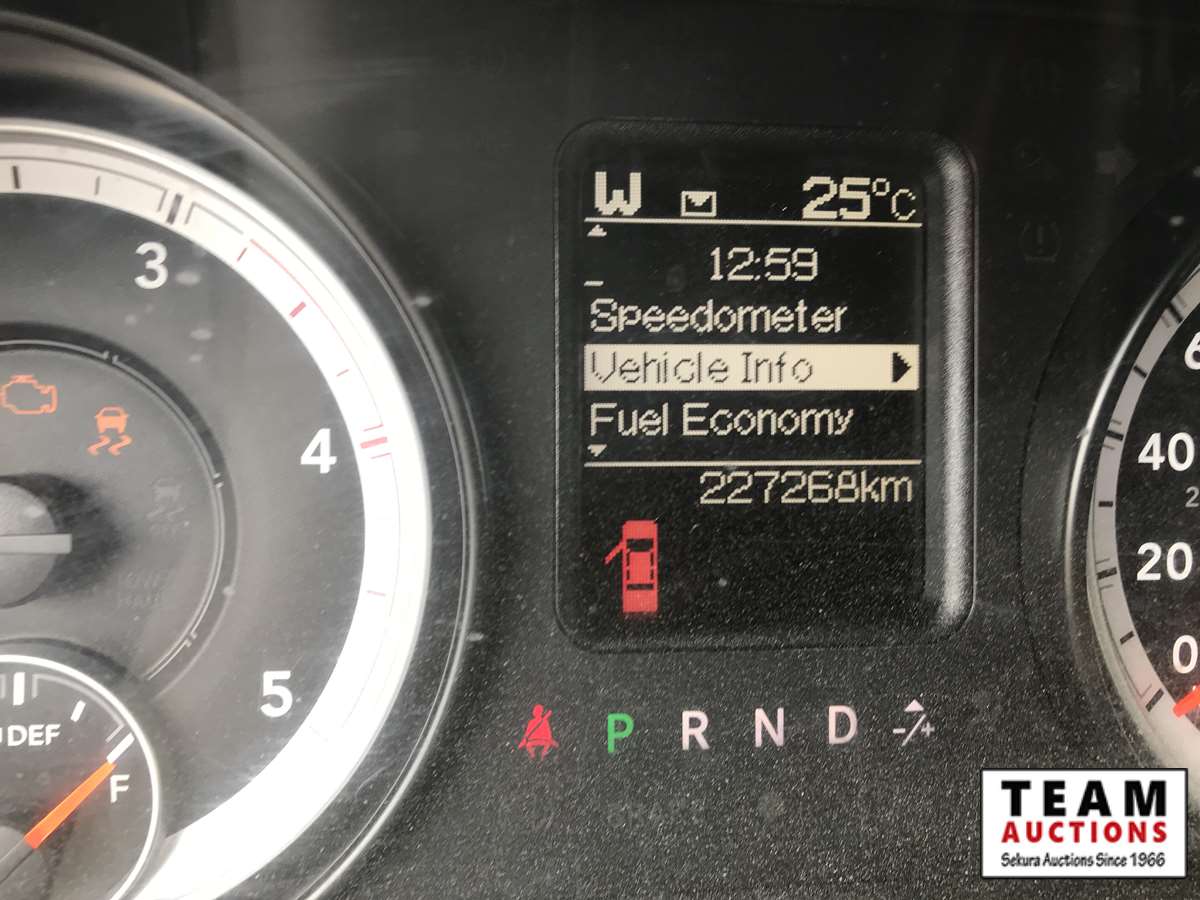 W 25°C
12:59
Speedometer
Vehicle Info
Fuel Economy
227268km
3
4
5
DEF
F
P R N D -/+
40
20
0
TEAM
AUCTIONS
Sekura Auctions Since 1966